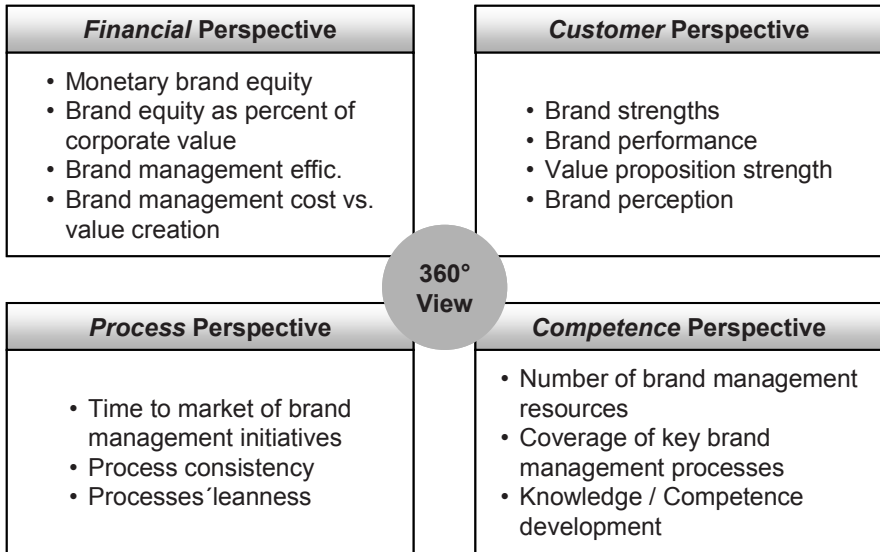 Financial Perspective
• Monetary brand equity
• Brand equity as percent of
corporate value
• Brand management effic.
• Brand management cost vs.
value creation
Customer Perspective
• Brand strengths
• Brand performance
• Value proposition strength
• Brand perception
360°
View
Process Perspective
• Time to market of brand
management initiatives
• Process consistency
• Processes´leanness
Competence Perspective
• Number of brand management
resources
• Coverage of key brand
management processes
• Knowledge / Competence
development